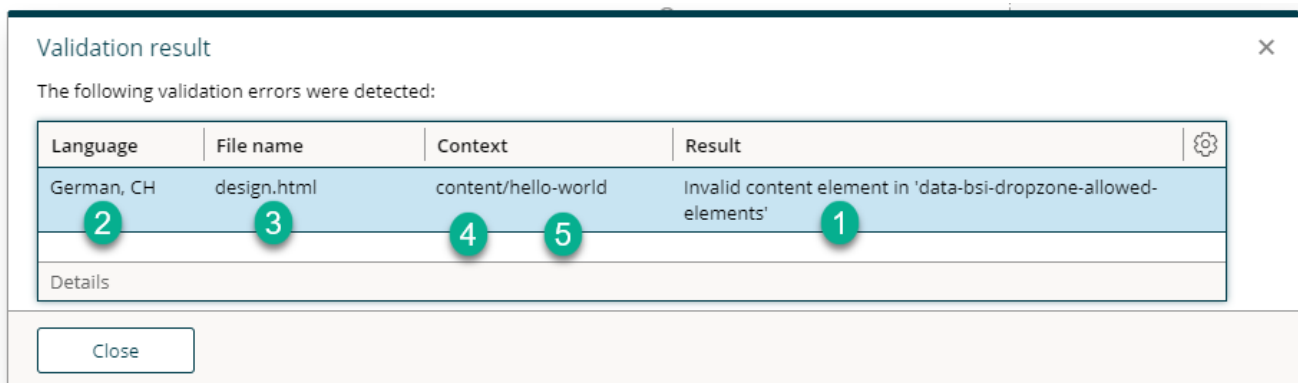 Validation result
The following validation errors were detected:
Language File name Context Result
German, CH design.html content/hello-world Invalid content element in 'data-bsi-dropzone-allowed-
elements'
2 3 4 5 1
Details
Close